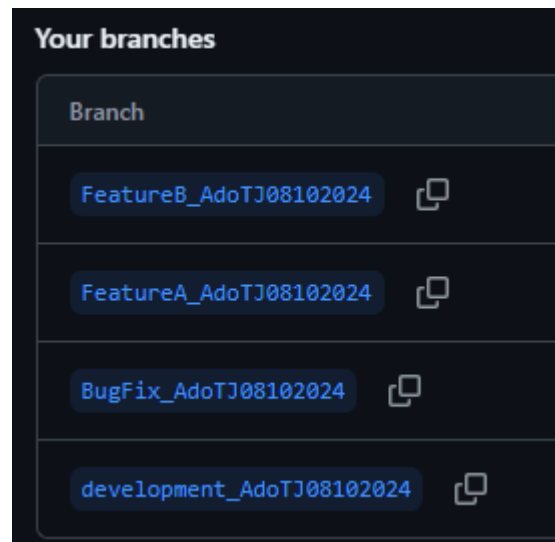 Your branches
Branch
FeatureB_AdoTJ08102024
FeatureA_AdoTJ08102024
BugFix_AdoTJ08102024
development_AdoTJ08102024